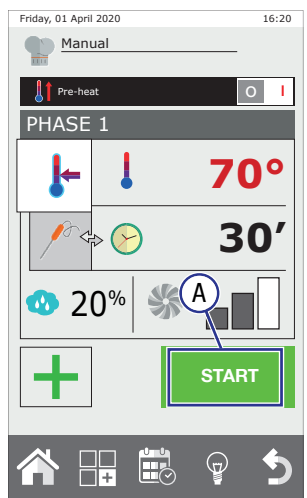 Friday, 01 April 2020 16:20
Manual
Pre-heat O I
PHASE 1
70°
30′
20%
A
START